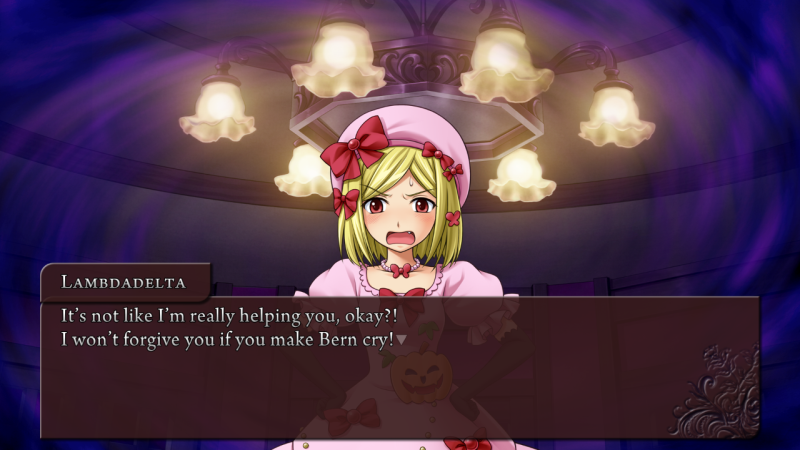 Lambdadelta
It's not like I'm really helping you, okay?!
I won't forgive you if you make Bern cry!